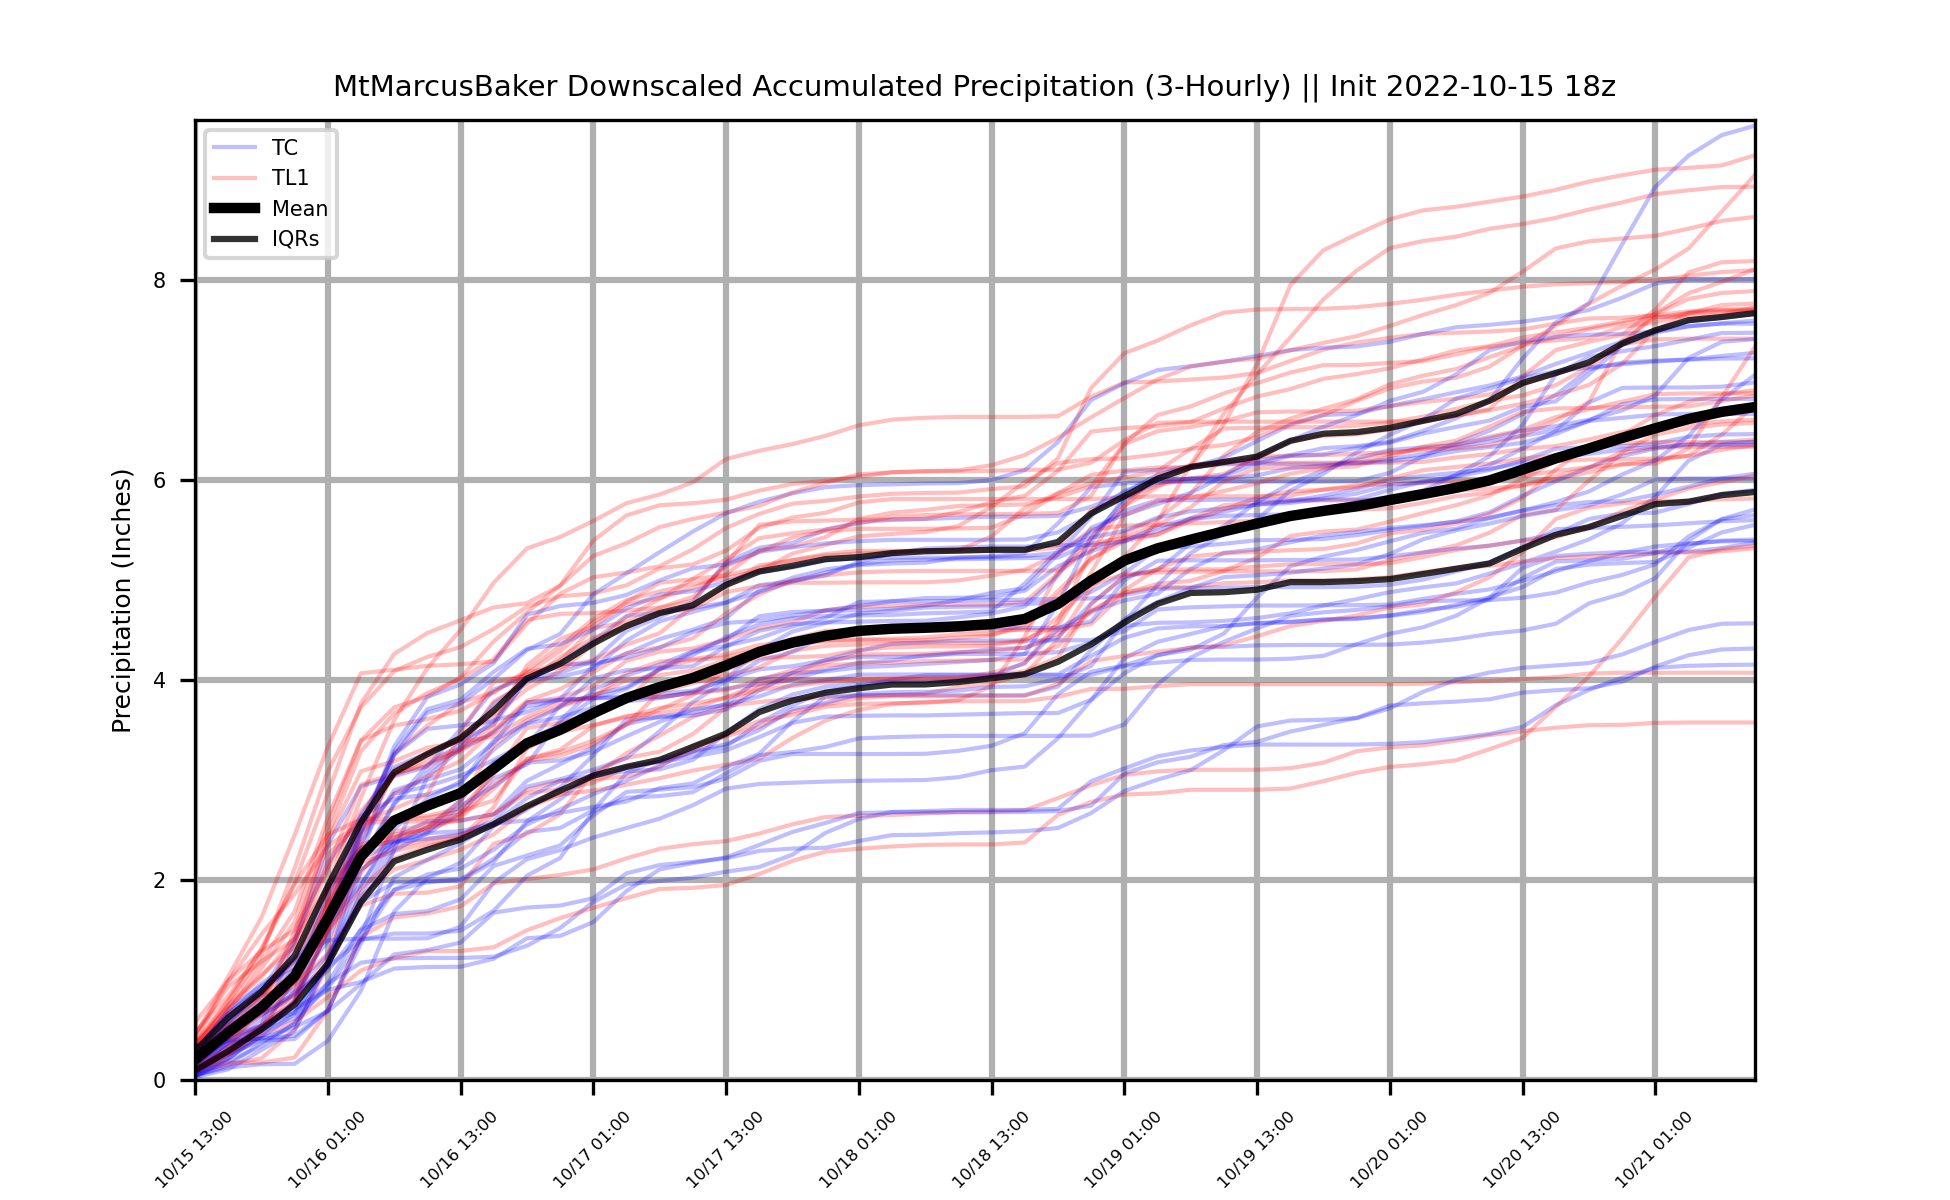 MtMarcusBaker Downscaled Accumulated Precipitation (3-Hourly) || Init 2022-10-15 18z
TC
TL1
Mean
IQRs
Precipitation (Inches)
8
6
4
2
0
10/15 13:00
10/16 01:00
10/16 13:00
10/17 01:00
10/17 13:00
10/18 01:00
10/18 13:00
10/19 01:00
10/19 13:00
10/20 01:00
10/20 13:00
10/21 01:00